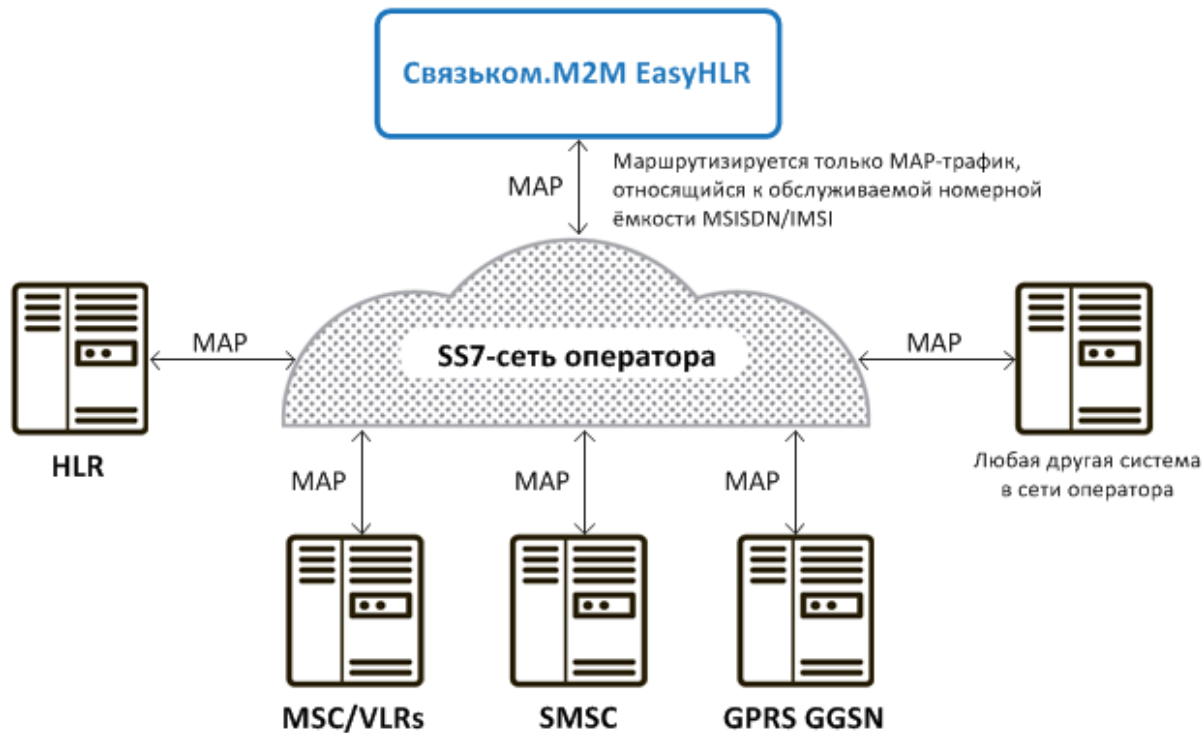 Связьком.M2M EasyHLR
MAP
Маршрутизируется только MAP-трафик,
относящийся к обслуживаемой номерной
ёмкости MSISDN/IMSI
MAP
SS7-сеть оператора
MAP
HLR
Любая другая система
в сети оператора
MAP
MAP
MAP
MSC/VLRs
SMSC
GPRS GGSN